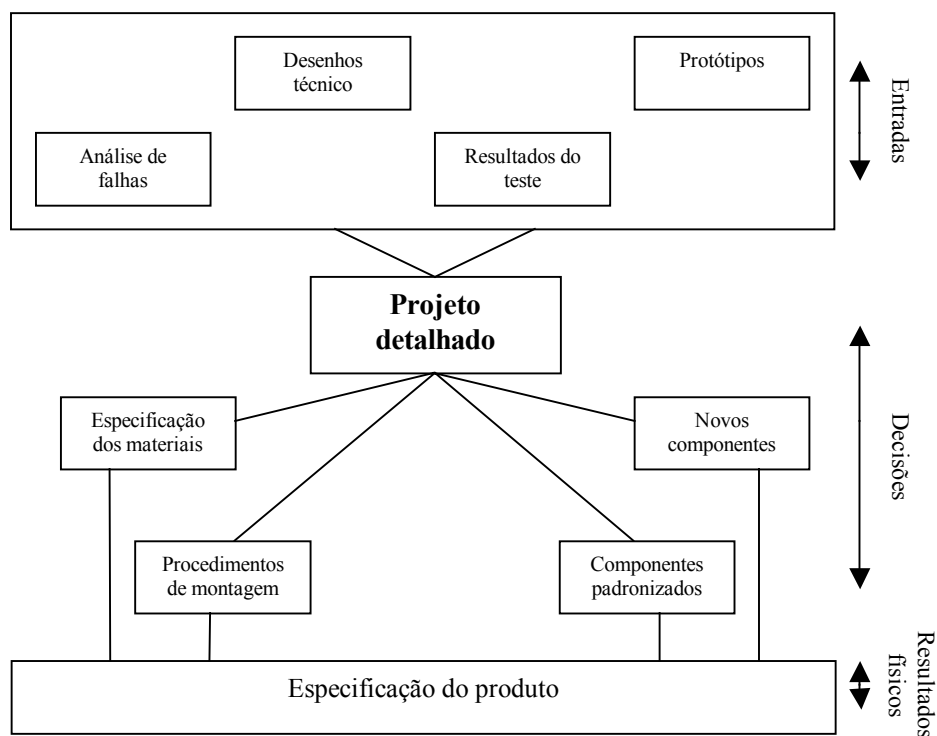 Desenhos
técnico
Protótipos
Análise de
falhas
Resultados do
teste
Entradas
Projeto
detalhado
Especificação
dos materiais
Novos
componentes
Decisões
Procedimentos
de montagem
Componentes
padronizados
Especificação do produto
Resultados
físicos